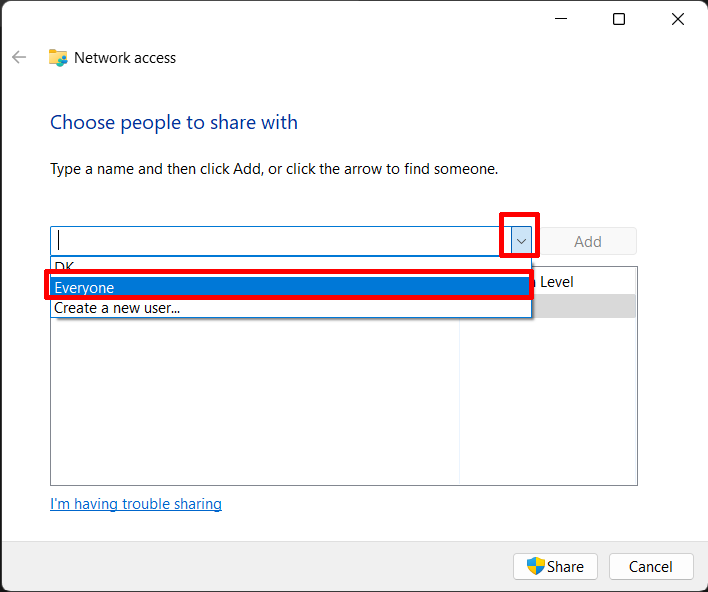 Network access
Choose people to share with
Type a name and then click Add, or click the arrow to find someone.
Add
DK
Everyone
Create a new user...
Level
I'm having trouble sharing
Share
Cancel